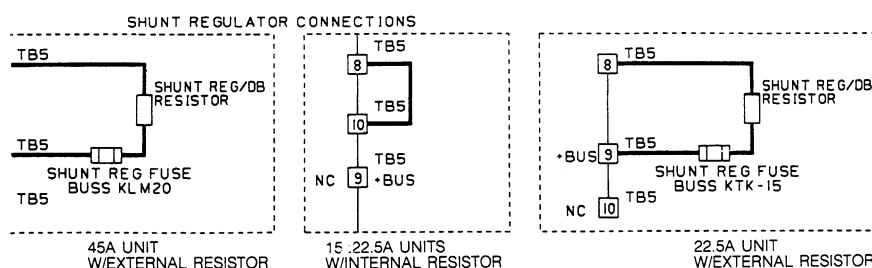 SHUNT REGULATOR CONNECTIONS
TB5
SHUNT REG/DB
RESISTOR
TB5
SHUNT REG FUSE
BUSS KLM20
TB5
45A UNIT
W/EXTERNAL RESISTOR
TB5
8
TB5
10
TB5
NC 9 +BUS
15 :22.5A UNITS
W/INTERNAL RESISTOR
TB5
8
SHUNT REG/DB
RESISTOR
TB5
+BUS 9
SHUNT REG FUSE
BUSS KTK-15
TB5
NC 10
22.5A UNIT
W/EXTERNAL RESISTOR